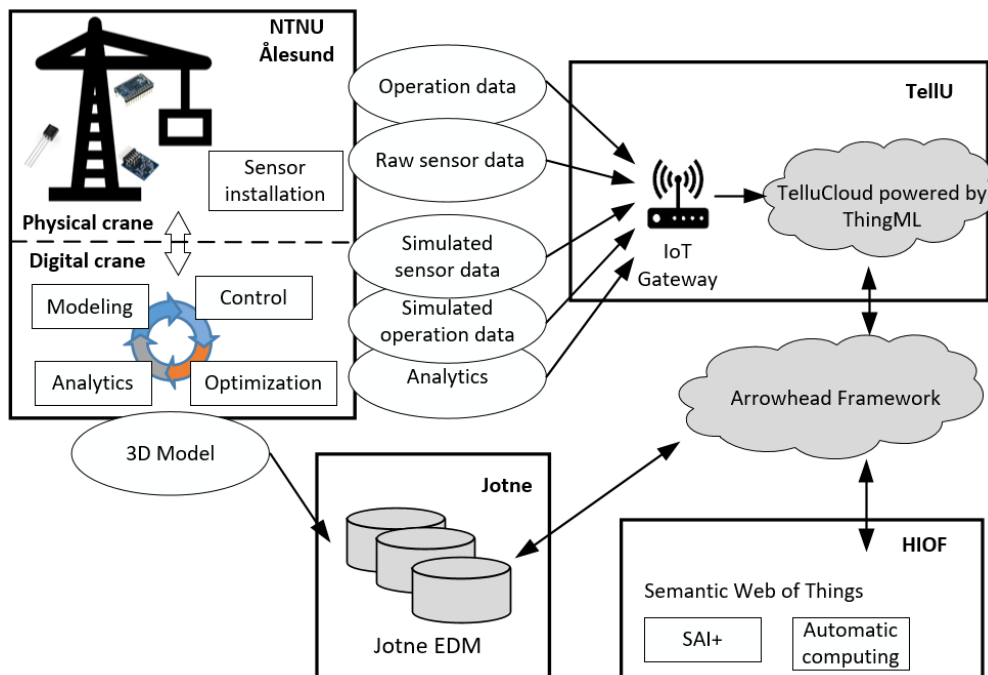 NTNU
Ålesund
Sensor
installation
Physical crane
Digital crane
Modeling
Control
Analytics
Optimization
Operation data
Raw sensor data
Simulated
sensor data
Simulated
operation data
Analytics
3D Model
TellU
IoT
Gateway
TelluCloud powered by
ThingML
Arrowhead Framework
Jotne
Jotne EDM
HIOF
Semantic Web of Things
SAI+
Automatic
computing